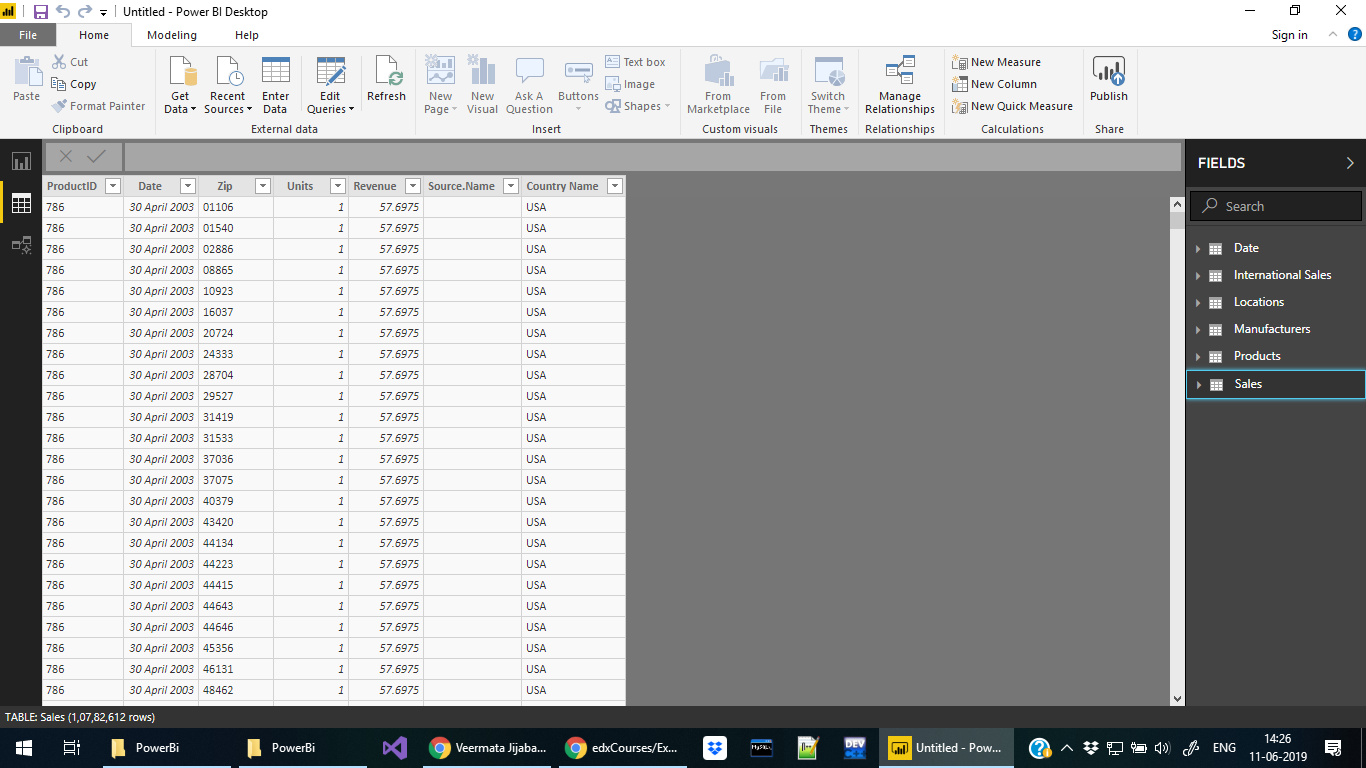 Untitled - Power BI Desktop
File Home Modeling Help Sign in
Paste Cut Copy Format Painter Clipboard
Get Data Recent Sources Enter Data Edit Queries Refresh External data
New Page New Visual Ask A Question Buttons Text box Image Shapes Insert
From Marketplace From File Custom visuals
Switch Theme Themes
Manage Relationships Relationships
New Measure New Column New Quick Measure Calculations
Publish Share
ProductID Date Zip Units Revenue Source.Name Country Name
786 30 April 2003 01106 1 57.6975 USA
786 30 April 2003 01540 1 57.6975 USA
786 30 April 2003 02886 1 57.6975 USA
786 30 April 2003 08865 1 57.6975 USA
786 30 April 2003 10923 1 57.6975 USA
786 30 April 2003 16037 1 57.6975 USA
786 30 April 2003 20724 1 57.6975 USA
786 30 April 2003 24333 1 57.6975 USA
786 30 April 2003 28704 1 57.6975 USA
786 30 April 2003 29527 1 57.6975 USA
786 30 April 2003 31419 1 57.6975 USA
786 30 April 2003 31533 1 57.6975 USA
786 30 April 2003 37036 1 57.6975 USA
786 30 April 2003 37075 1 57.6975 USA
786 30 April 2003 40379 1 57.6975 USA
786 30 April 2003 43420 1 57.6975 USA
786 30 April 2003 44134 1 57.6975 USA
786 30 April 2003 44223 1 57.6975 USA
786 30 April 2003 44415 1 57.6975 USA
786 30 April 2003 44643 1 57.6975 USA
786 30 April 2003 44646 1 57.6975 USA
786 30 April 2003 45356 1 57.6975 USA
786 30 April 2003 46131 1 57.6975 USA
786 30 April 2003 48462 1 57.6975 USA
FIELDS
Search
Date
International Sales
Locations
Manufacturers
Products
Sales
TABLE: Sales (1,07,82,612 rows)
PowerBi PowerBi Veermata Jijaba... edxCourses/Ex... MySQL DEV Untitled - Pow... ENG 14:26
11-06-2019